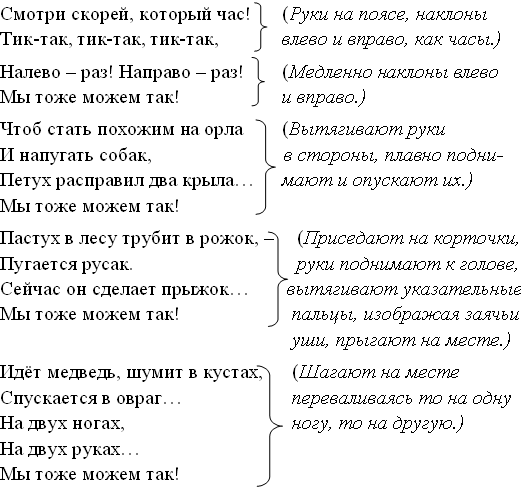 Смотри скорей, который час!
Тик-так, тик-так, тик-так,
(Руки на поясе, наклоны
влево и вправо, как часы.)
Налево – раз! Направо – раз!
Мы тоже можем так!
(Медленно наклоны влево
и вправо.)
Чтоб стать похожим на орла
И напугать собак,
Петух расправил два крыла…
Мы тоже можем так!
(Вытягивают руки
в стороны, плавно подни-
мают и опускают их.)
Пастух в лесу трубит в рожок, –
Пугается русак.
Сейчас он сделает прыжок…
Мы тоже можем так!
(Приседают на корточки,
руки поднимают к голове,
вытягивают указательные
пальцы, изображая заячьи
уши, прыгают на месте.)
Идёт медведь, шумит в кустах,
Спускается в овраг…
На двух ногах,
На двух руках…
Мы тоже можем так!
(Шагают на месте
переваливаясь то на одну
ногу, то на другую.)